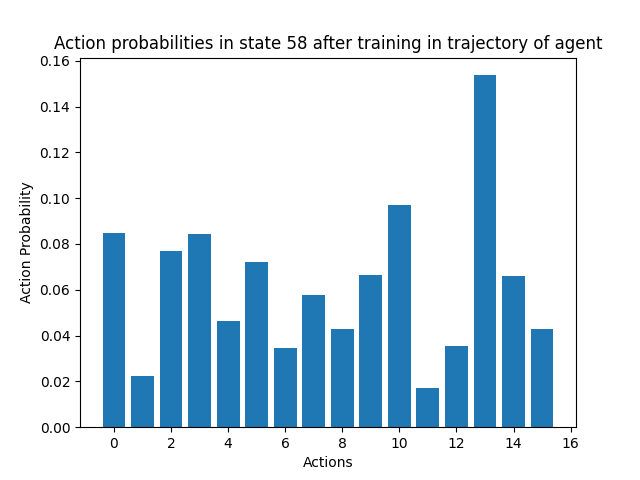 Action probabilities in state 58 after training in trajectory of agent
0.16
0.14
0.12
0.10
0.08
0.06
0.04
0.02
0.00
Action Probability
0 2 4 6 8 10 12 14 16
Actions